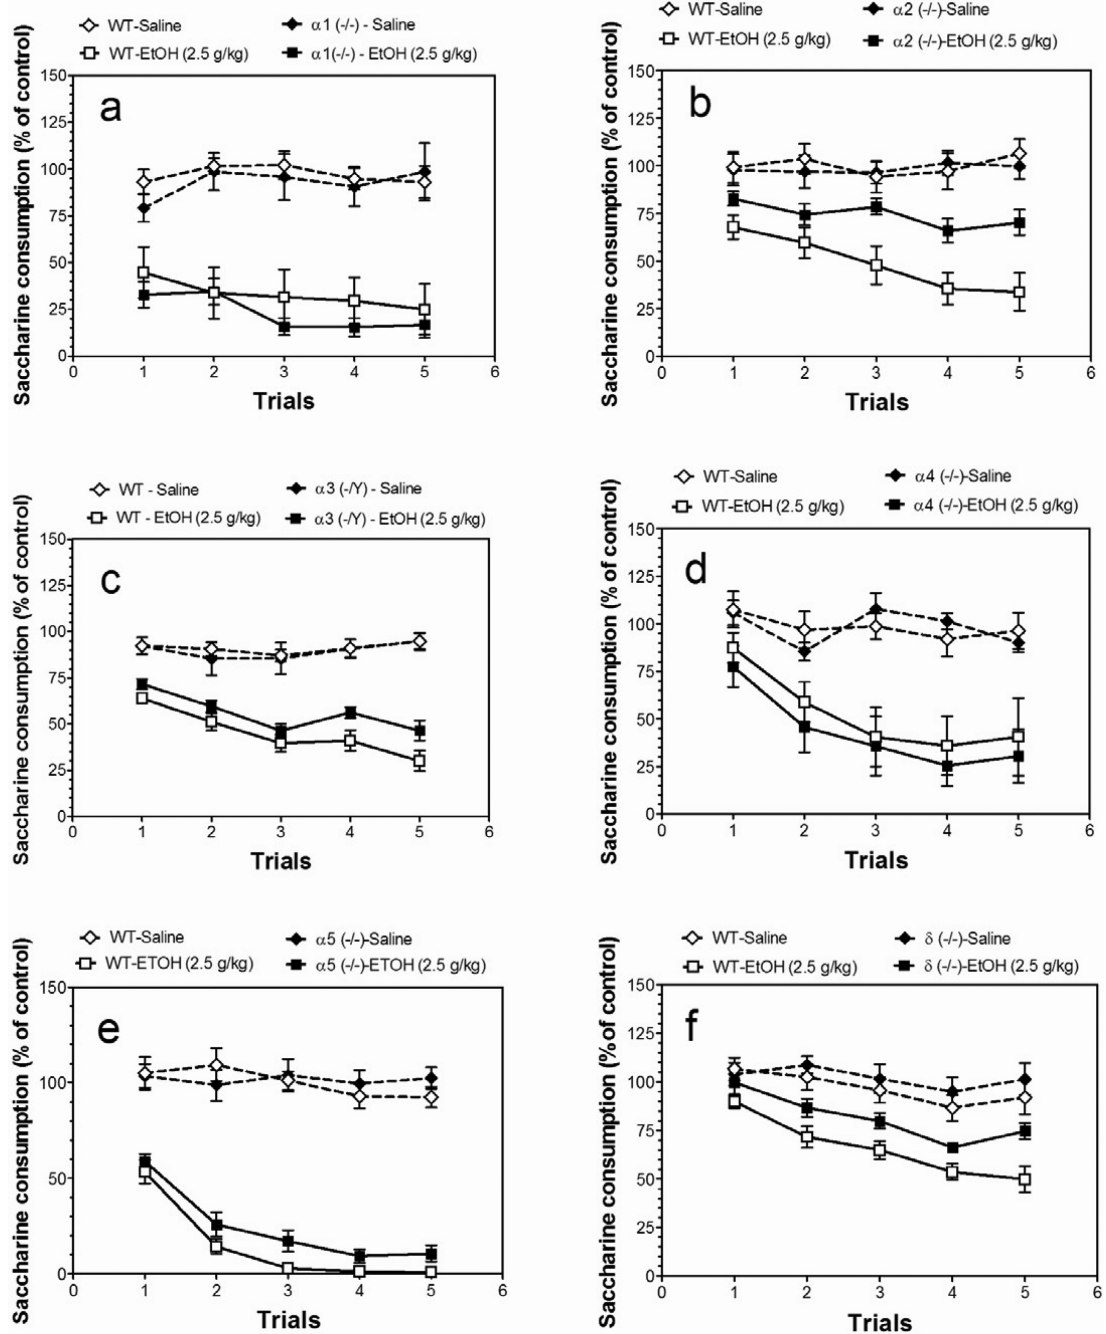 WT-Saline
α1 (-/-) - Saline
WT-EtOH (2.5 g/kg)
α1(-/-) - EtOH (2.5 g/kg)
Saccharine consumption (% of control)
150
125
100
75
50
25
0
a
0 1 2 3 4 5 6
Trials
WT-Saline
α2 (-/-)-Saline
WT-EtOH (2.5 g/kg)
α2 (-/-)-EtOH (2.5 g/kg)
Saccharine consumption (% of control)
150
125
100
75
50
25
0
b
0 1 2 3 4 5 6
Trials
WT - Saline
α3 (-/Y) - Saline
WT - EtOH (2.5 g/kg)
α3 (-/Y) - EtOH (2.5 g/kg)
Saccharine consumption (% of control)
150
125
100
75
50
25
0
c
0 1 2 3 4 5 6
Trials
WT-Saline
α4 (-/-)-Saline
WT-EtOH (2.5 g/kg)
α4 (-/-)-EtOH (2.5 g/kg)
Saccharine consumption (% of control)
150
125
100
75
50
25
0
d
0 1 2 3 4 5 6
Trials
WT-Saline
α5 (-/-)-Saline
WT-ETOH (2.5 g/kg)
α5 (-/-)-ETOH (2.5 g/kg)
Saccharine consumption (% of control)
150
100
50
0
e
0 1 2 3 4 5 6
Trials
WT-Saline
δ (-/-)-Saline
WT-EtOH (2.5 g/kg)
δ (-/-)-EtOH (2.5 g/kg)
Saccharine consumption (% of control)
150
125
100
75
50
25
0
f
0 1 2 3 4 5 6
Trials